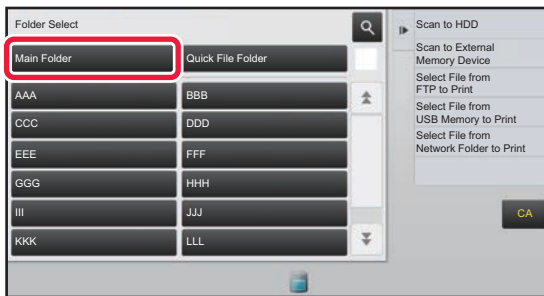 Folder Select
Main Folder
Quick File Folder
AAA
BBB
CCC
DDD
EEE
FFF
GGG
HHH
III
JJJ
KKK
LLL
Scan to HDD
Scan to External
Memory Device
Select File from
FTP to Print
Select File from
USB Memory to Print
Select File from
Network Folder to Print
CA